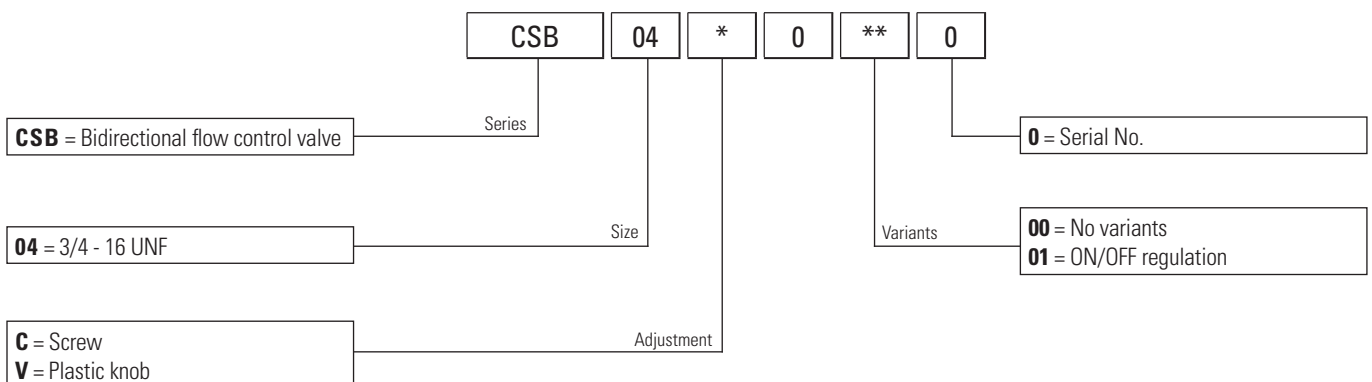 CSB 04 * 0 ** 0
Series
CSB = Bidirectional flow control valve
0 = Serial No.
Size
04 = 3/4 - 16 UNF
Variants
00 = No variants
01 = ON/OFF regulation
Adjustment
C = Screw
V = Plastic knob